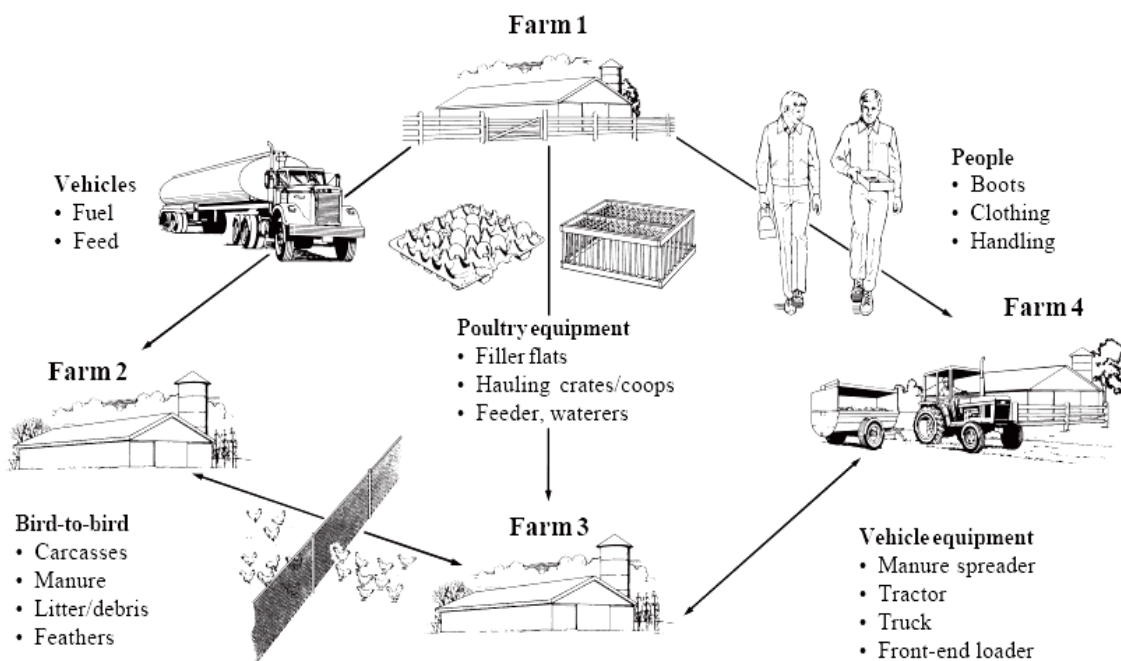 Farm 1
Vehicles
• Fuel
• Feed
People
• Boots
• Clothing
• Handling
Poultry equipment
• Filler flats
• Hauling crates/coops
• Feeder, waterers
Farm 2
Farm 4
Bird-to-bird
• Carcasses
• Manure
• Litter/debris
• Feathers
Farm 3
Vehicle equipment
• Manure spreader
• Tractor
• Truck
• Front-end loader